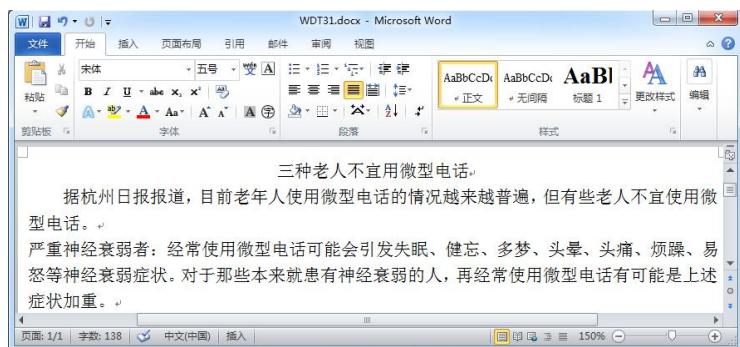 WDT31.docx - Microsoft Word
文件 开始 插入 页面布局 引用 邮件 审阅 视图
宋体 五号
粘贴
B I U abc x₂ x²
A Aa A A A 字
AaBbCcDc AaBbCcDc AaBl
正文 无间隔 标题 1
更改样式 编辑
剪贴板 字体 段落 样式
三种老人不宜用微型电话
据杭州日报报道，目前老年人使用微型电话的情况越来越普遍，但有些老人不宜使用微
型电话。
严重神经衰弱者：经常使用微型电话可能会引发失眠、健忘、多梦、头晕、头痛、烦躁、易
怒等神经衰弱症状。对于那些本来就患有神经衰弱的人，再经常使用微型电话有可能是上述
症状加重。
页面: 1/1 字数: 138 中文(中国) 插入 150%